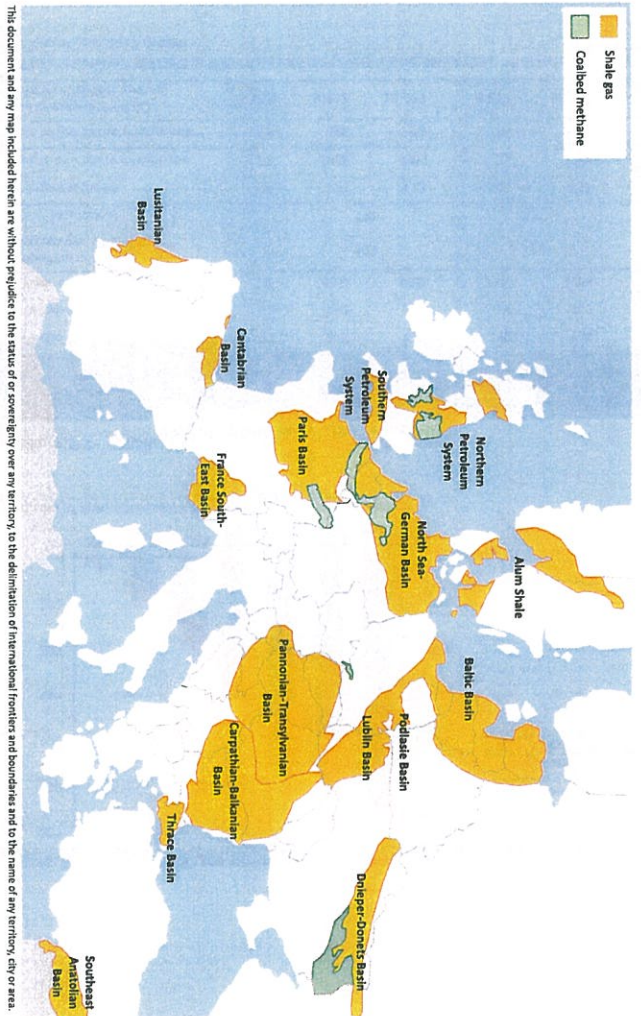 Shale gas
Coalbed methane
Alum Shale
Northern
Petroleum
System
Southern
Petroleum
System
North Sea-
German Basin
Baltic Basin
Paris Basin
Podlasie Basin
Lublin Basin
Dnieper-Donets Basin
Cantabrian
Basin
France South-
East Basin
Pannonian-Transylvanian
Basin
Carpathian-Balkanian
Basin
Lusitanian
Basin
Thrace Basin
Southeast
Anatolian
Basin
This document and any map included herein are without prejudice to the status of or sovereignty over any territory, to the delimitation of international frontiers and boundaries and to the name of any territory, city or area.